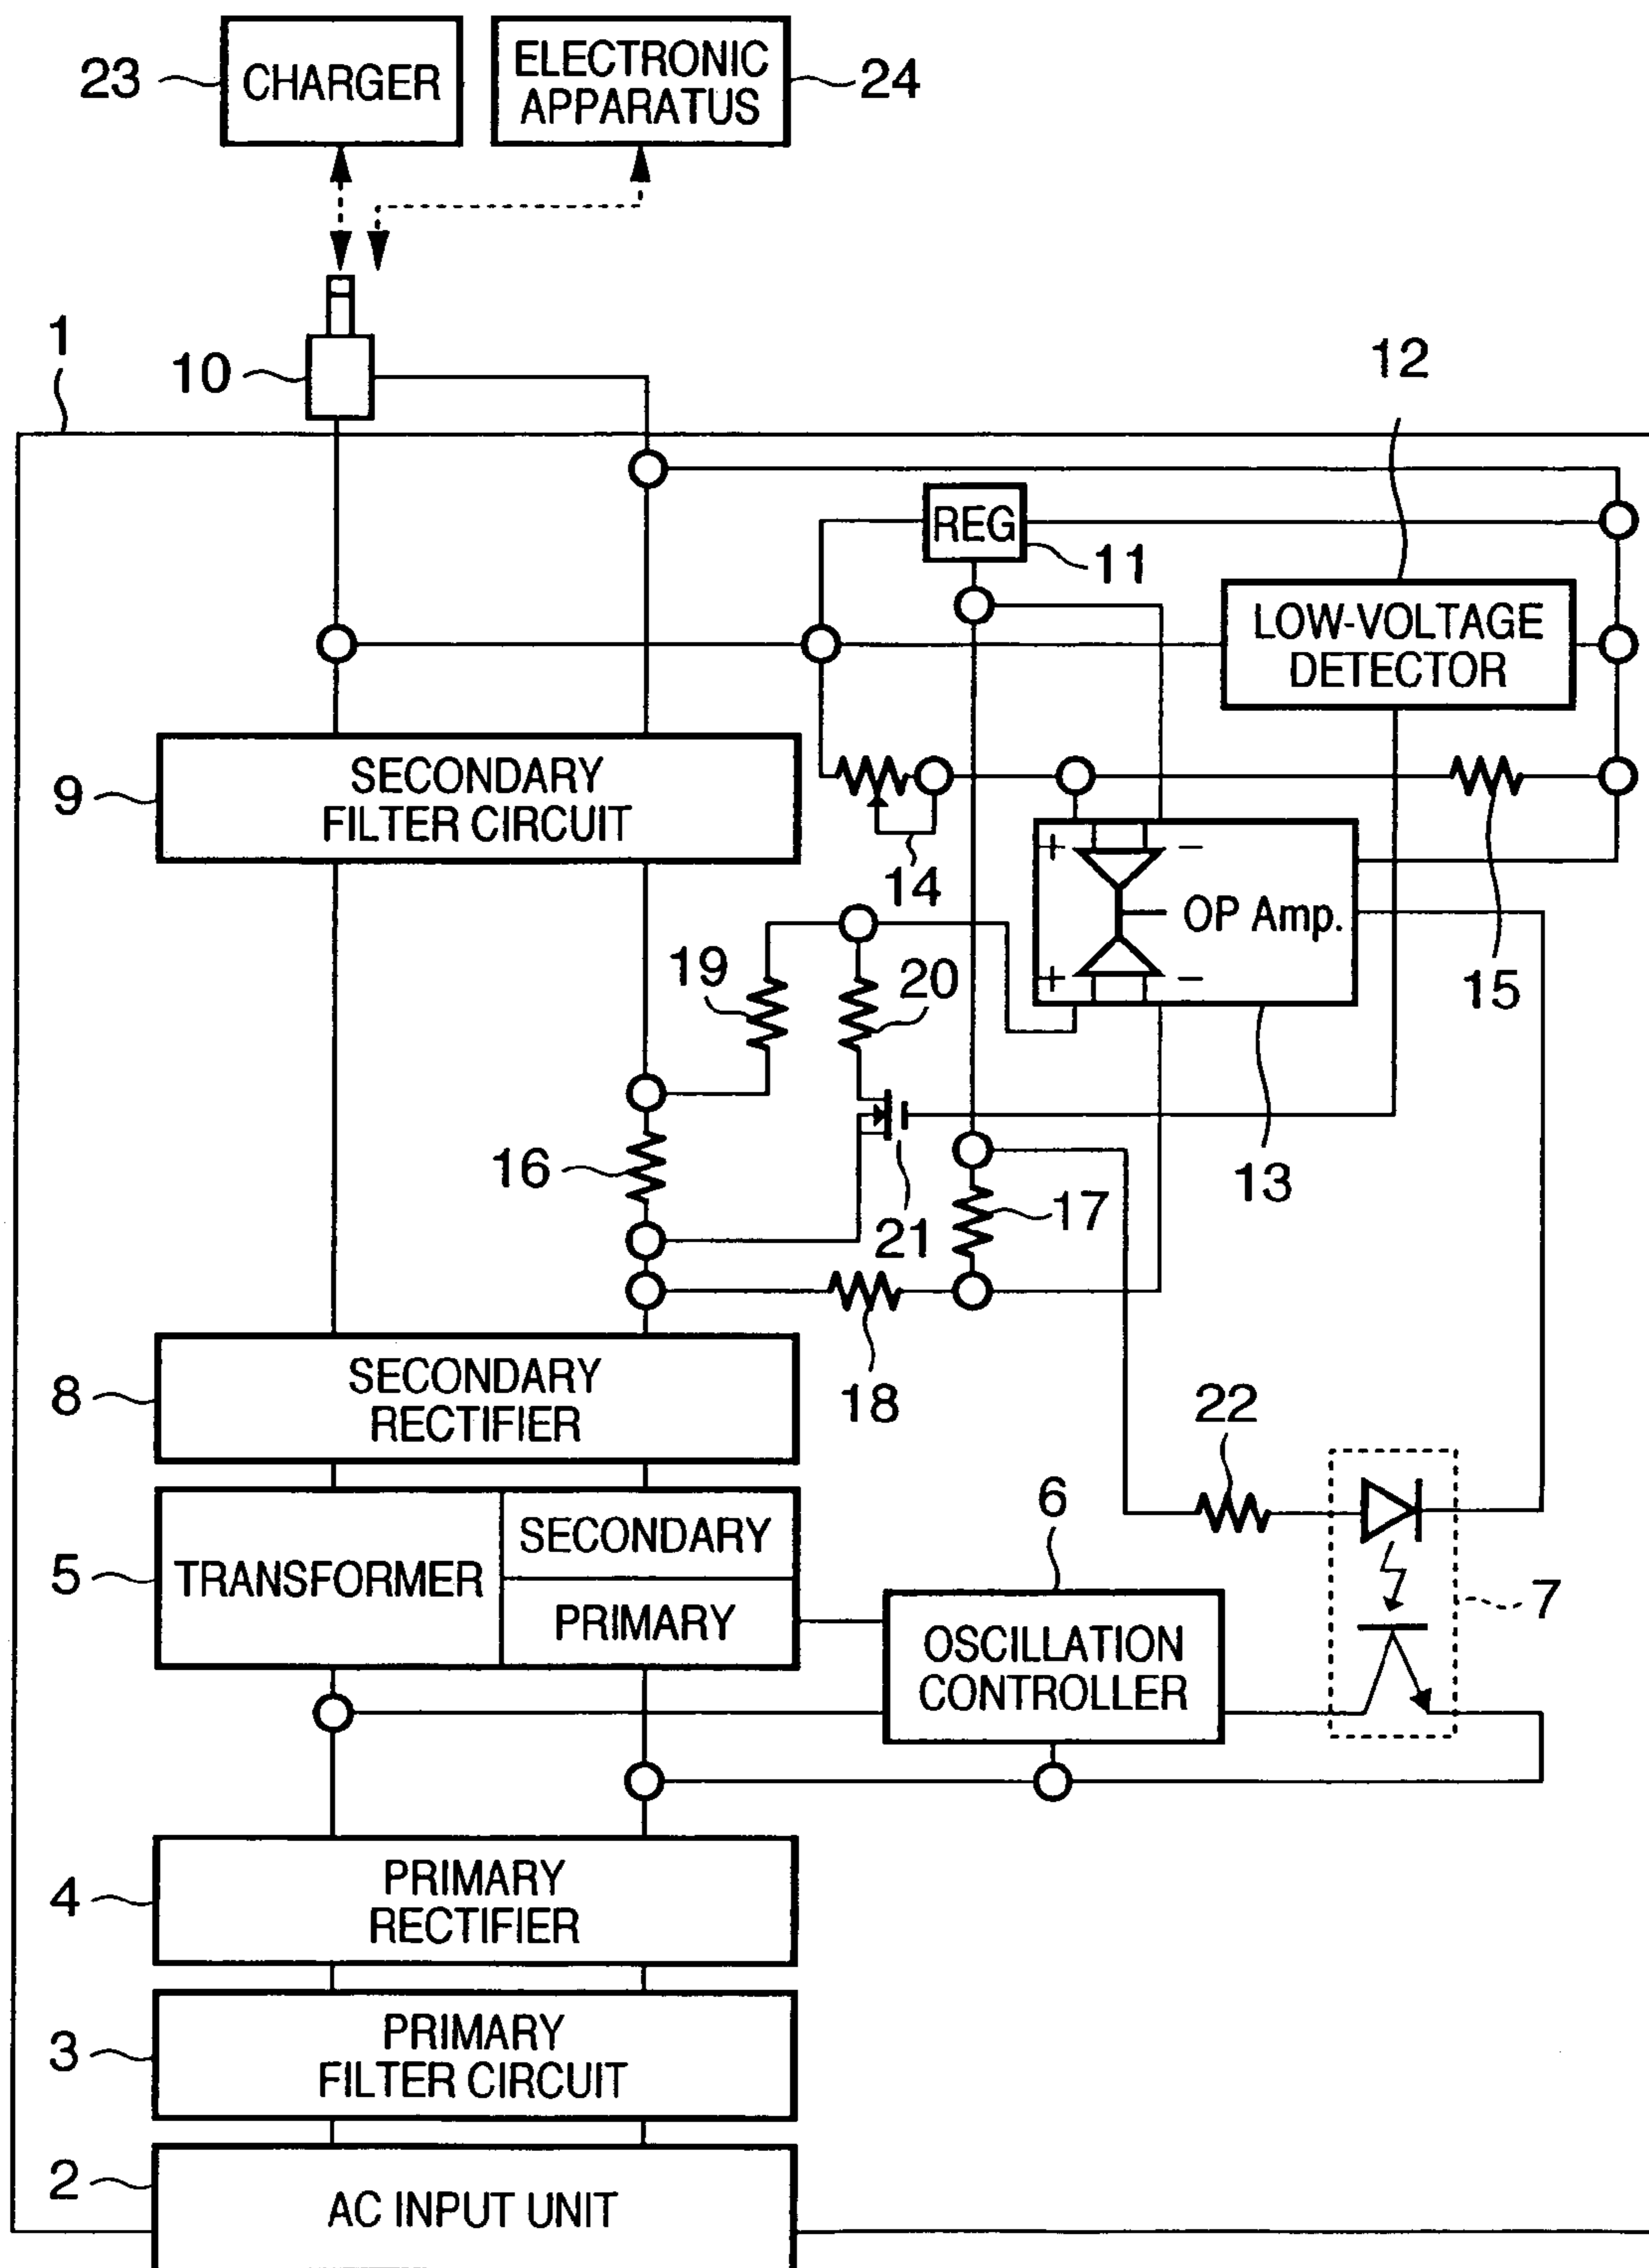 23
CHARGER
ELECTRONIC
APPARATUS
24
1
10
12
REG
11
LOW-VOLTAGE
DETECTOR
9
SECONDARY
FILTER CIRCUIT
14
+
−
OP Amp.
+
−
15
19
20
16
21
17
13
18
8
SECONDARY
RECTIFIER
22
6
5
TRANSFORMER
SECONDARY
PRIMARY
OSCILLATION
CONTROLLER
7
4
PRIMARY
RECTIFIER
3
PRIMARY
FILTER CIRCUIT
2
AC INPUT UNIT